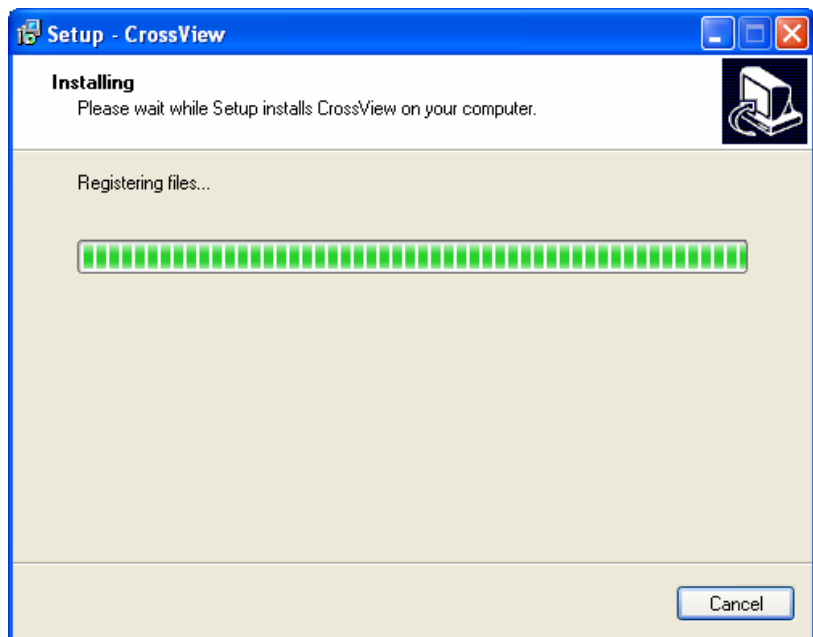 Setup - CrossView
Installing
Please wait while Setup installs CrossView on your computer.
Registering files...
Cancel